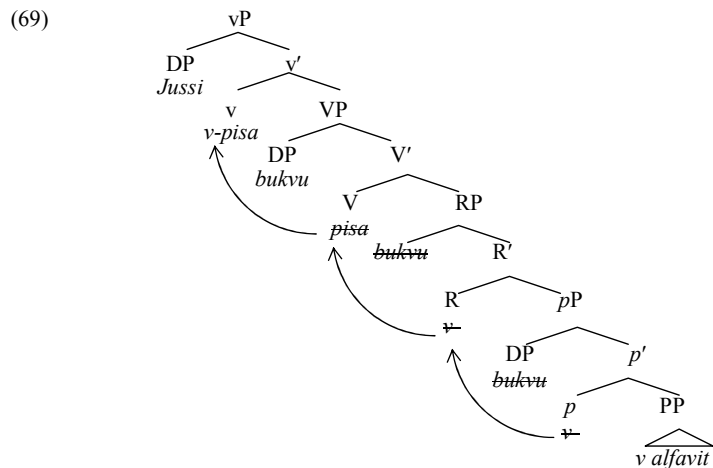 (69)
vP
DP v′
Jussi
v VP
v-pisa
DP V′
bukvu
V RP
pisa
bukvu R′
R pP
v
DP p′
bukvu
p PP
v
v alfavit